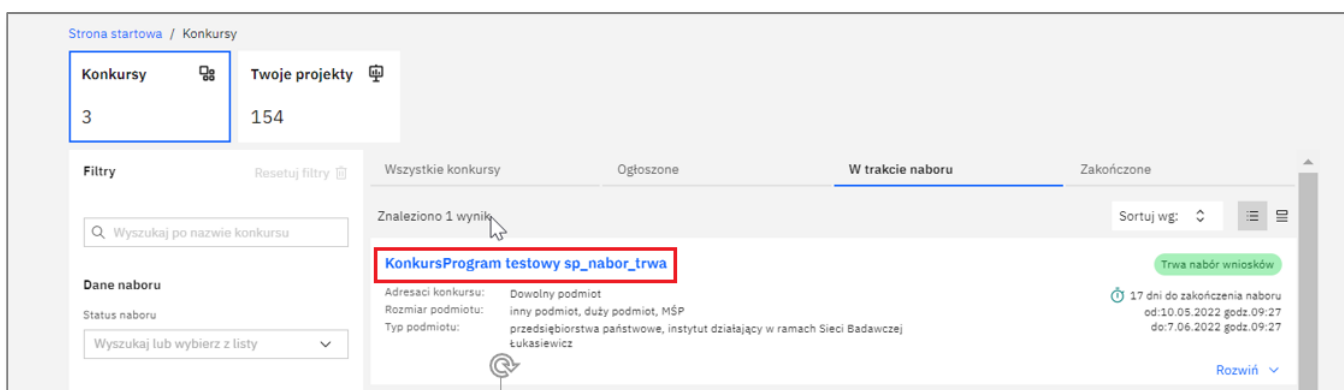 Strona startowa / Konkursy
Konkursy
3
Twoje projekty
154
Filtry
Resetuj filtry
Wyszukaj po nazwie konkursu
Dane naboru
Status naboru
Wyszukaj lub wybierz z listy
Wszystkie konkursy
Ogłoszone
W trakcie naboru
Zakończone
Znaleziono 1 wynik
Sortuj wg:
KonkursProgram testowy sp_nabor_trwa
Trwa nabór wniosków
Adresaci konkursu: Dowolny podmiot
Rozmiar podmiotu: inny podmiot, duży podmiot, MŚP
Typ podmiotu: przedsiębiorstwa państwowe, instytut działający w ramach Sieci Badawczej
Łukasiewicz
17 dni do zakończenia naboru
od:10.05.2022 godz.09:27
do:7.06.2022 godz.09:27
Rozwiń